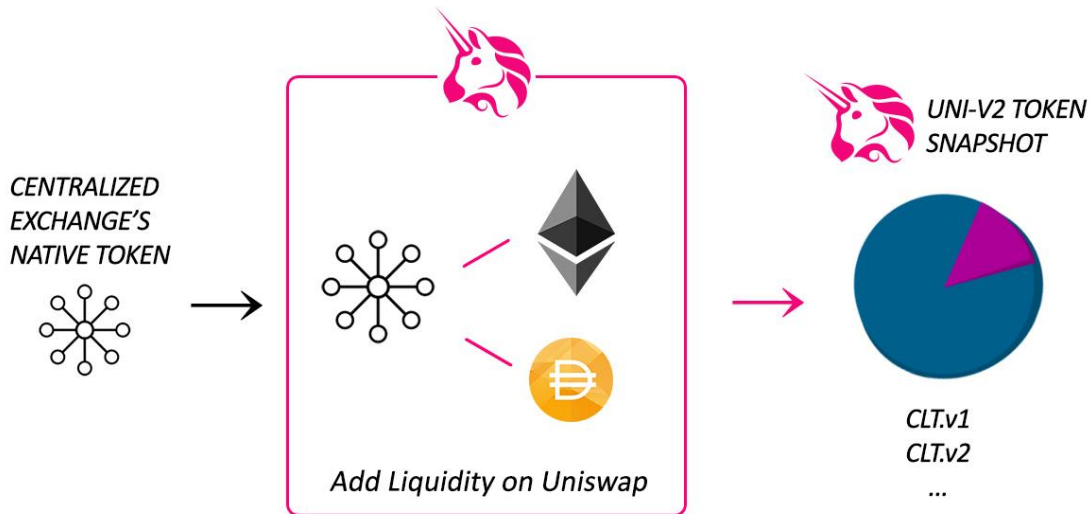 CENTRALIZED
EXCHANGE'S
NATIVE TOKEN
Add Liquidity on Uniswap
UNI-V2 TOKEN
SNAPSHOT
CLT.v1
CLT.v2
...